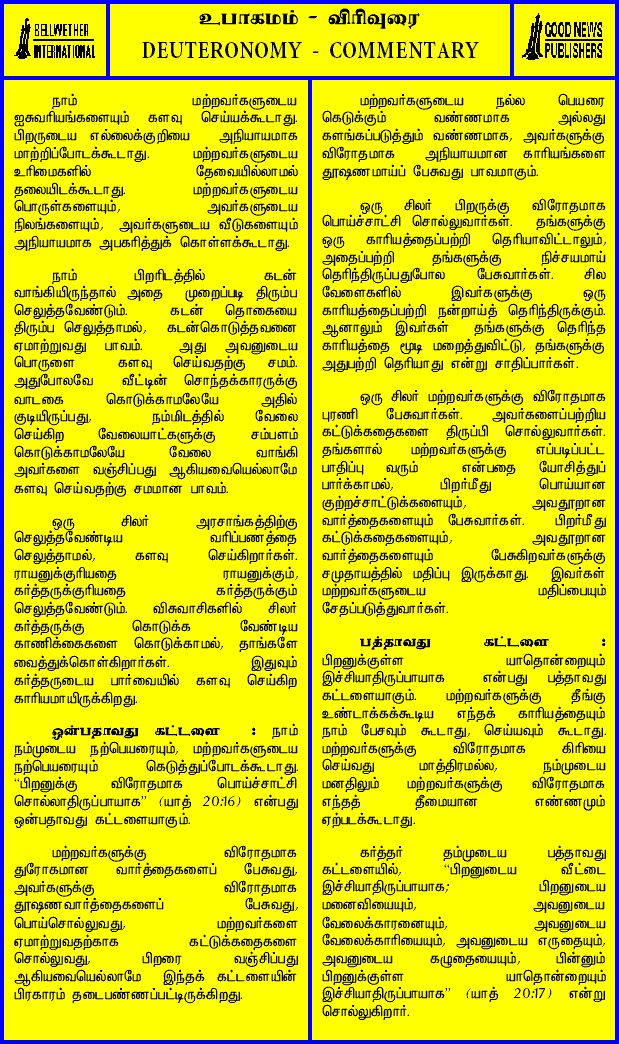 உபாகமம் - விரிவுரை
BELLWETHER
INTERNATIONAL
DEUTERONOMY - COMMENTARY
GOOD NEWS
PUBLISHERS
நாம் மற்றவர்களுடைய
ஐசுவரியங்களையும் களவு செய்யக்கூடாது.
பிறருடைய எல்லைக்குறியை அநியாயமாக
மாற்றிப்போடக்கூடாது. மற்றவர்களுடைய
உரிமைகளில் தேவையில்லாமல்
தலையிடக்கூடாது. மற்றவர்களுடைய
பொருள்களையும், அவர்களுடைய
நிலங்களையும், அவர்களுடைய வீடுகளையும்
அநியாயமாக அபகரித்துக் கொள்ளக்கூடாது.
நாம் பிறரிடத்தில் கடன்
வாங்கியிருந்தால் அதை முறைப்படி திரும்ப
செலுத்தவேண்டும். கடன் தொகையை
திரும்ப செலுத்தாமல், கடன்கொடுத்தவனை
ஏமாற்றுவது பாவம். அது அவனுடைய
பொருளை களவு செய்வதற்கு சமம்.
அதுபோலவே வீட்டின் சொந்தக்காரருக்கு
வாடகை கொடுக்காமலேயே அதில்
குடியிருப்பது, நம்மிடத்தில் வேலை
செய்கிற வேலையாட்களுக்கு சம்பளம்
கொடுக்காமலேயே வேலை வாங்கி
அவர்களை வஞ்சிப்பது ஆகியவையெல்லாமே
களவு செய்வதற்கு சமமான பாவம்.
ஒரு சிலர் அரசாங்கத்திற்கு
செலுத்தவேண்டிய வரிப்பணத்தை
செலுத்தாமல், களவு செய்கிறார்கள்.
ராயனுக்குரியதை ராயனுக்கும்,
கர்த்தருக்குரியதை கர்த்தருக்கும்
செலுத்தவேண்டும். விசுவாசிகளில் சிலர்
கர்த்தருக்கு கொடுக்க வேண்டிய
காணிக்கைகளை கொடுக்காமல், தாங்களே
வைத்துக்கொள்கிறார்கள். இதுவும்
கர்த்தருடைய பார்வையில் களவு செய்கிற
காரியமாயிருக்கிறது.
ஒன்பதாவது கட்டளை : நாம்
நம்முடைய நற்பெயரையும், மற்றவர்களுடைய
நற்பெயரையும் கெடுத்துப்போடக்கூடாது.
“பிறனுக்கு விரோதமாக பொய்ச்சாட்சி
சொல்லாதிருப்பாயாக” (யாத் 20:16) என்பது
ஒன்பதாவது கட்டளையாகும்.
மற்றவர்களுக்கு விரோதமாக
துரோகமான வார்த்தைகளைப் பேசுவது,
அவர்களுக்கு விரோதமாக
தூஷணவார்த்தைகளைப் பேசுவது,
பொய்சொல்லுவது, மற்றவர்களை
ஏமாற்றுவதற்காக கட்டுக்கதைகளை
சொல்லுவது, பிறரை வஞ்சிப்பது
ஆகியவையெல்லாமே இந்தக் கட்டளையின்
பிரகாரம் தடைபண்ணப்பட்டிருக்கிறது.
மற்றவர்களுடைய நல்ல பெயரை
கெடுக்கும் வண்ணமாக அல்லது
களங்கப்படுத்தும் வண்ணமாக, அவர்களுக்கு
விரோதமாக அநியாயமான காரியங்களை
தூஷணமாய்ப் பேசுவது பாவமாகும்.
ஒரு சிலர் பிறருக்கு விரோதமாக
பொய்ச்சாட்சி சொல்லுவார்கள். தங்களுக்கு
ஒரு காரியத்தைப்பற்றி தெரியாவிட்டாலும்,
அதைப்பற்றி தங்களுக்கு நிச்சயமாய்
தெரிந்திருப்பதுபோல பேசுவார்கள். சில
வேளைகளில் இவர்களுக்கு ஒரு
காரியத்தைப்பற்றி நன்றாய்த் தெரிந்திருக்கும்.
ஆனாலும் இவர்கள் தங்களுக்கு தெரிந்த
காரியத்தை மூடி மறைத்துவிட்டு, தங்களுக்கு
அதுபற்றி தெரியாது என்று சாதிப்பார்கள்.
ஒரு சிலர் மற்றவர்களுக்கு விரோதமாக
புரணி பேசுவார்கள். அவர்களைப்பற்றிய
கட்டுக்கதைகளை திருப்பி சொல்லுவார்கள்.
தங்களால் மற்றவர்களுக்கு எப்படிப்பட்ட
பாதிப்பு வரும் என்பதை யோசித்துப்
பார்க்காமல், பிறர்மீது பொய்யான
குற்றச்சாட்டுக்களையும், அவதூறான
வார்த்தைகளையும் பேசுவார்கள். பிறர்மீது
கட்டுக்கதைகளையும், அவதூறான
வார்த்தைகளையும் பேசுகிறவர்களுக்கு
சமுதாயத்தில் மதிப்பு இருக்காது. இவர்கள்
மற்றவர்களுடைய மதிப்பையும்
சேதப்படுத்துவார்கள்.
பத்தாவது கட்டளை :
பிறனுக்குள்ள யாதொன்றையும்
இச்சியாதிருப்பாயாக என்பது பத்தாவது
கட்டளையாகும். மற்றவர்களுக்கு தீங்கு
உண்டாக்கக்கூடிய எந்தக் காரியத்தையும்
நாம் பேசவும் கூடாது, செய்யவும் கூடாது.
மற்றவர்களுக்கு விரோதமாக கிரியை
செய்வது மாத்திரமல்ல, நம்முடைய
மனதிலும் மற்றவர்களுக்கு விரோதமாக
எந்தத் தீமையான எண்ணமும்
ஏற்படக்கூடாது.
கர்த்தர் தம்முடைய பத்தாவது
கட்டளையில், “பிறனுடைய வீட்டை
இச்சியாதிருப்பாயாக; பிறனுடைய
மனைவியையும், அவனுடைய
வேலைக்காரனையும், அவனுடைய
வேலைக்காரியையும், அவனுடைய எருதையும்,
அவனுடைய கழுதையையும், பின்னும்
பிறனுக்குள்ள யாதொன்றையும்
இச்சியாதிருப்பாயாக” (யாத் 20:17) என்று
சொல்லுகிறார்.